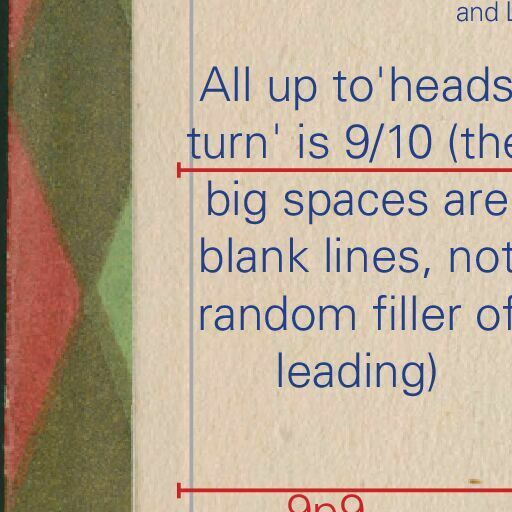 and L
All up to'heads
turn' is 9/10 (the
big spaces are
blank lines, not
random filler of
leading)
9p9